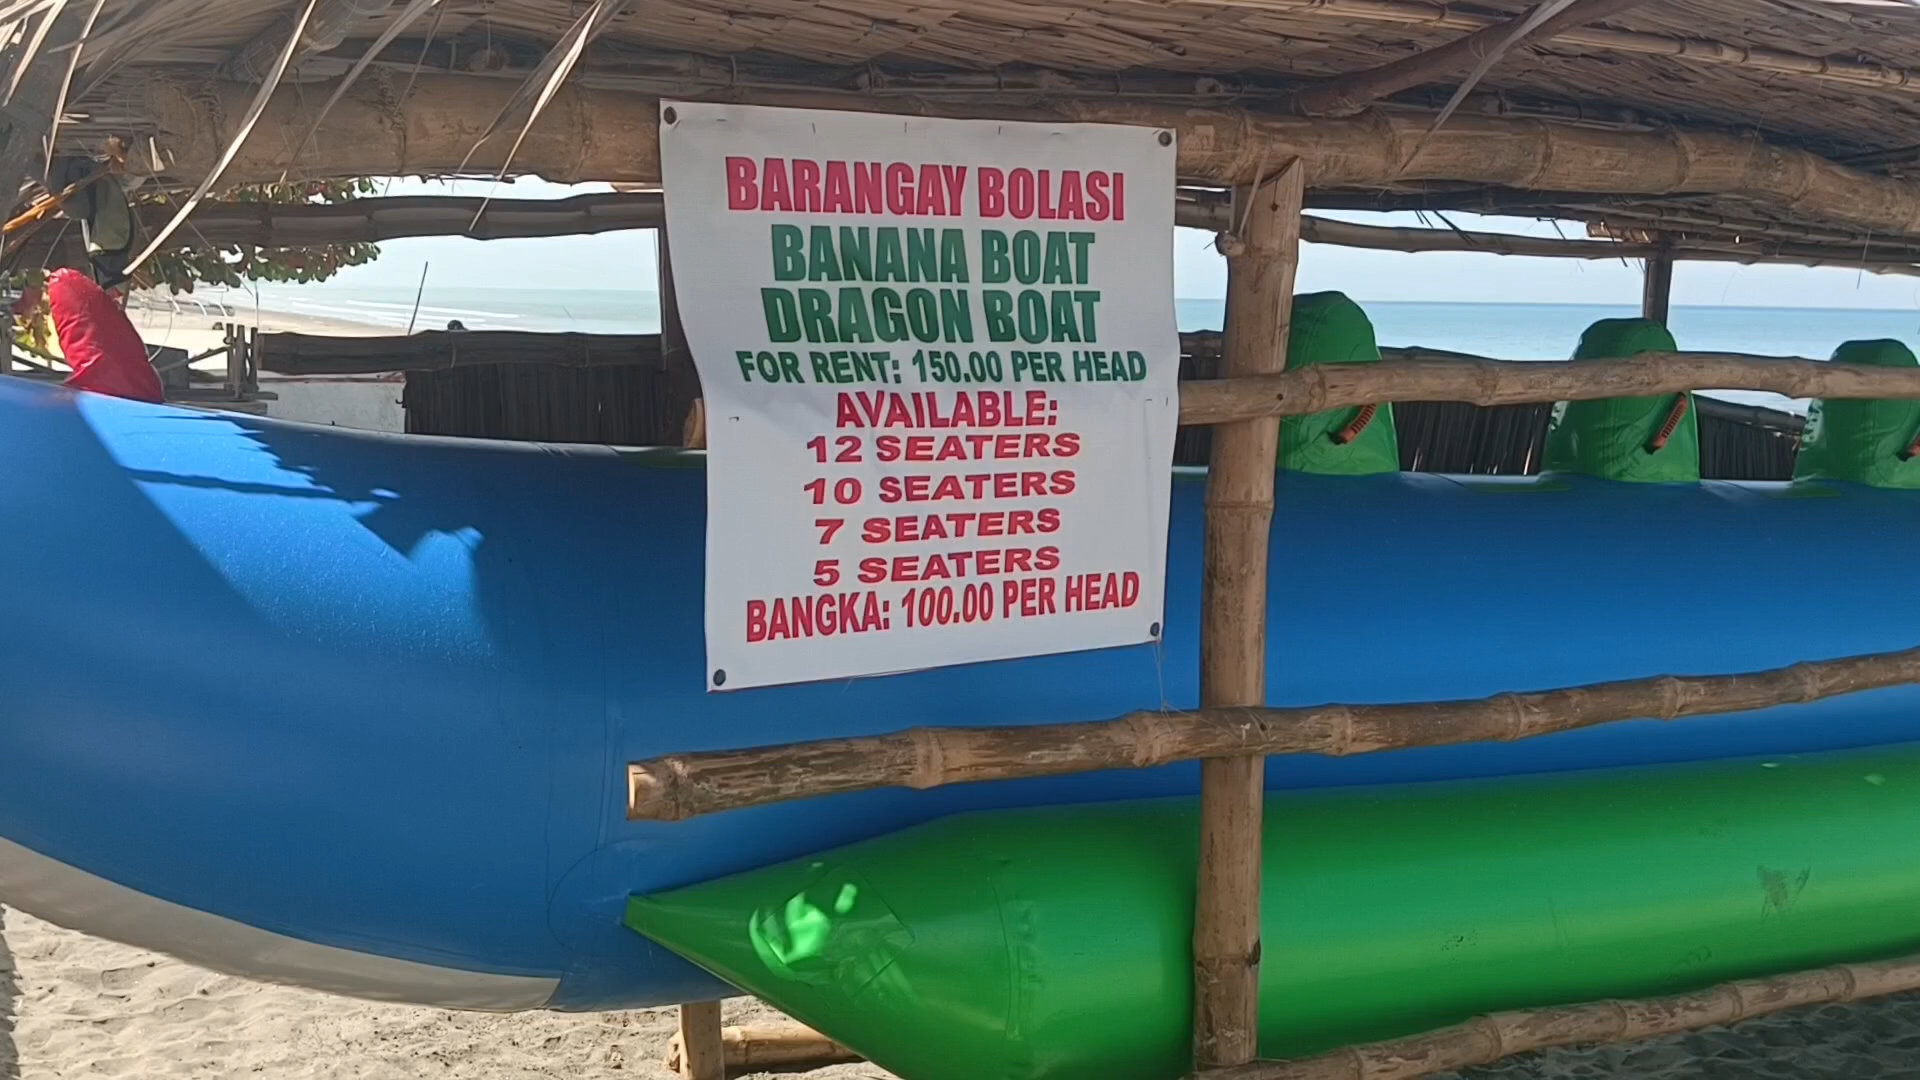 BARANGAY BOLASI
BANANA BOAT
DRAGON BOAT
FOR RENT: 150.00 PER HEAD
AVAILABLE:
12 SEATERS
10 SEATERS
7 SEATERS
5 SEATERS
BANGKA: 100.00 PER HEAD